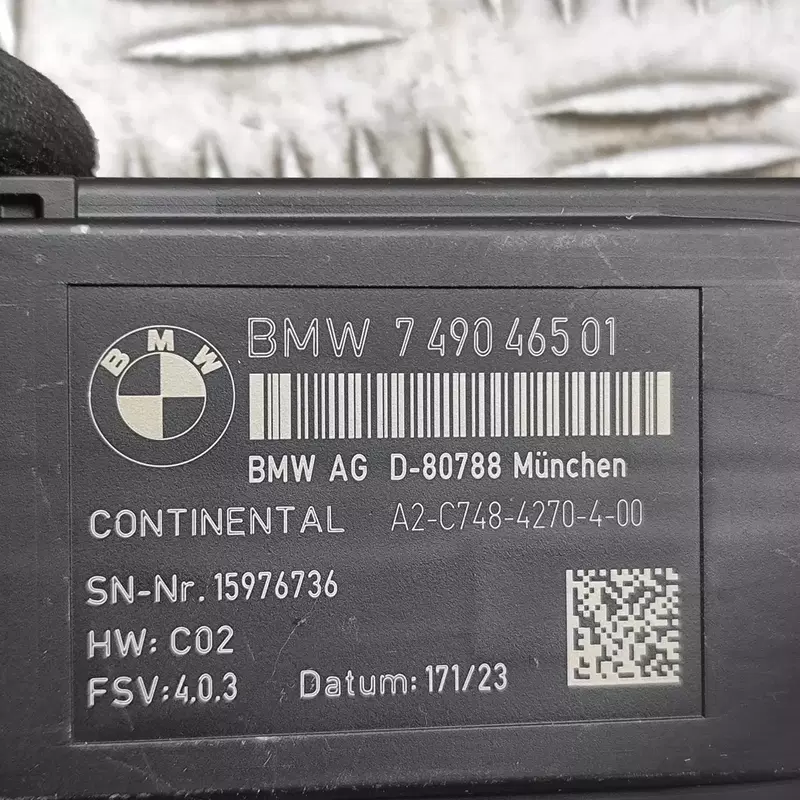 BMW
BMW 7 490 465 01
BMW AG D-80788 München
CONTINENTAL A2-C748-4270-4-00
SN-Nr. 15976736
HW: C02
FSV:4.0.3 Datum: 171/23